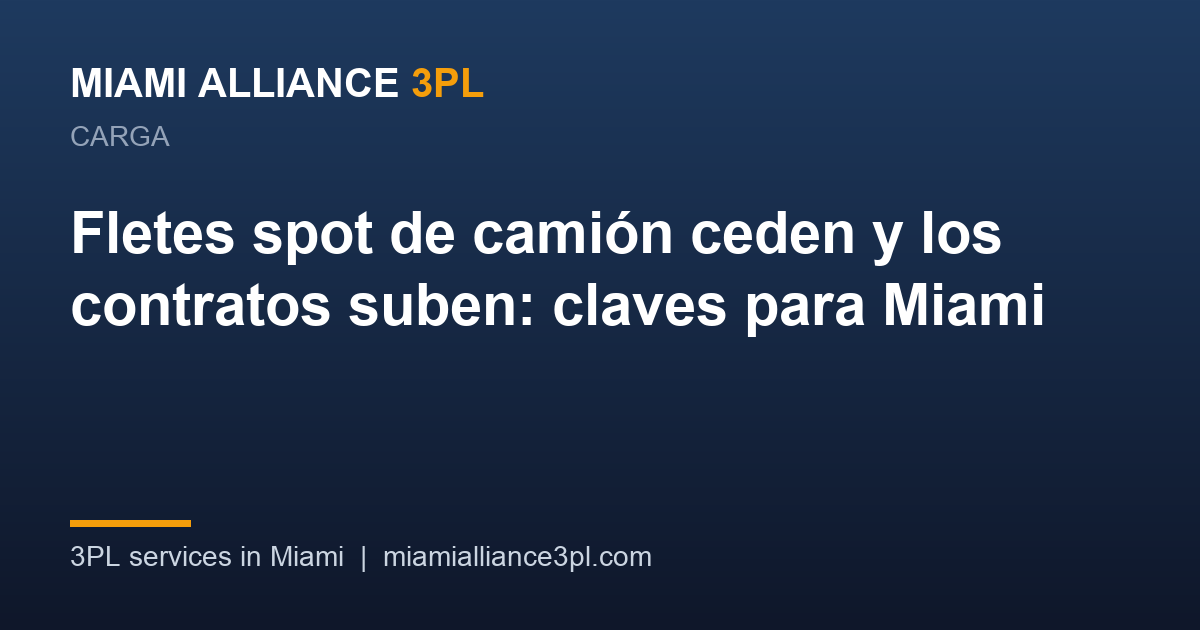 MIAMI ALLIANCE 3PL
CARGA
Fletes spot de camión ceden y los
contratos suben: claves para Miami
3PL services in Miami | miamialliance3pl.com